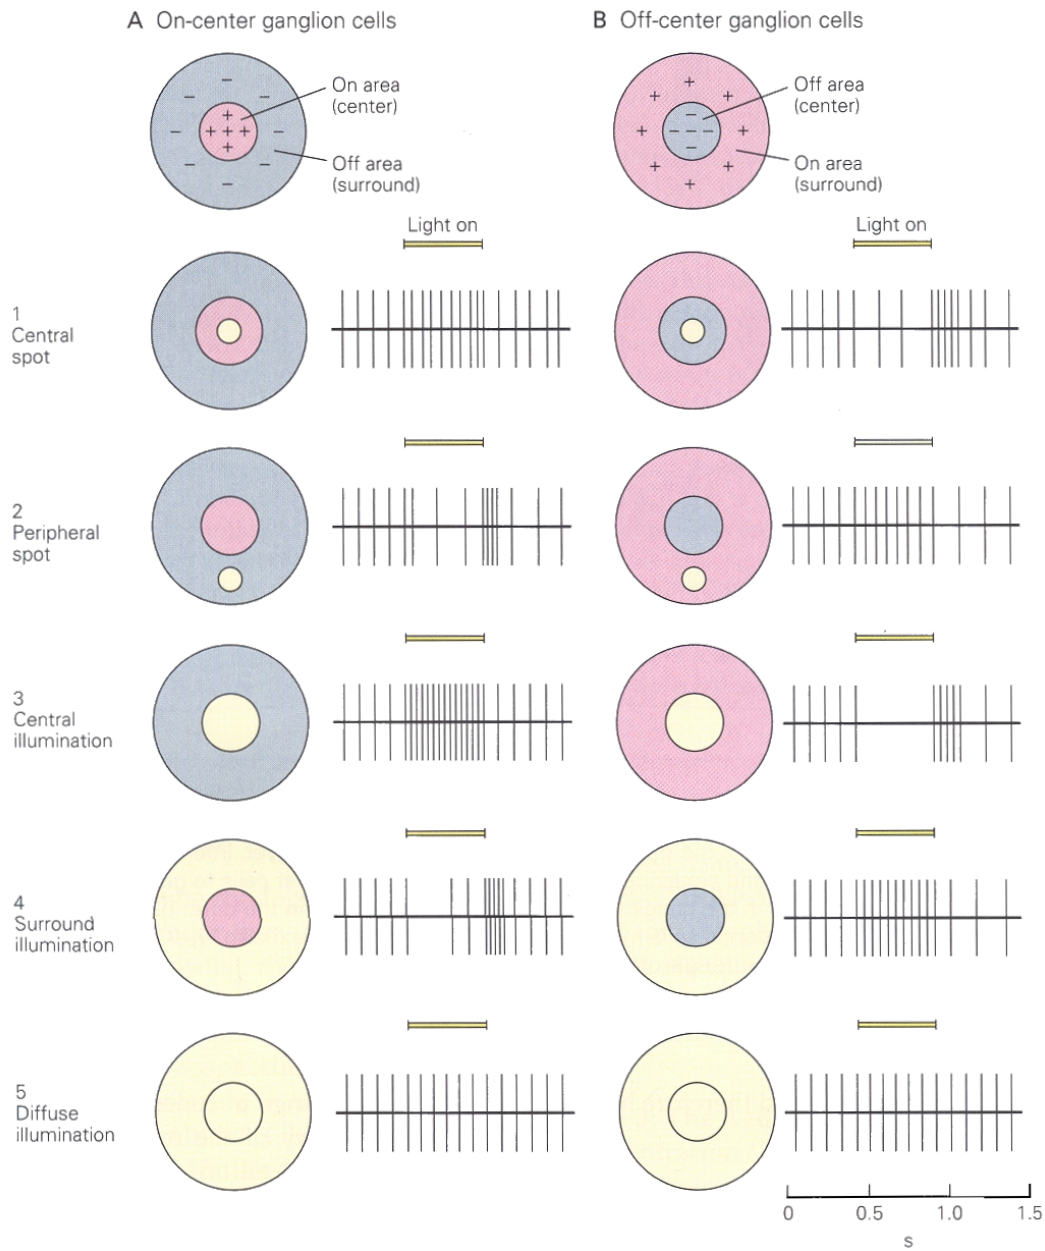 A On-center ganglion cells
B Off-center ganglion cells
On area
(center)
Off area
(surround)
Off area
(center)
On area
(surround)
Light on
Light on
1
Central
spot
2
Peripheral
spot
3
Central
illumination
4
Surround
illumination
5
Diffuse
illumination
0 0.5 1.0 1.5
s